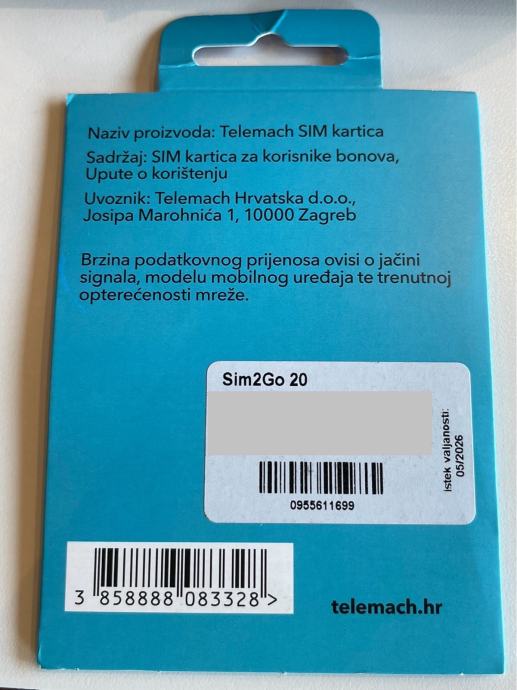 Naziv proizvoda: Telemach SIM kartica
Sadržaj: SIM kartica za korisnike bonova,
Upute o korištenju
Uvoznik: Telemach Hrvatska d.o.o.,
Josipa Marohnića 1, 10000 Zagreb
Brzina podatkovnog prijenosa ovisi o jačini
signala, modelu mobilnog uređaja te trenutnoj
opterećenosti mreže.
Sim2Go 20
Istek valjanosti:
05/2026
0955611699
3 858888 083328 >
telemach.hr